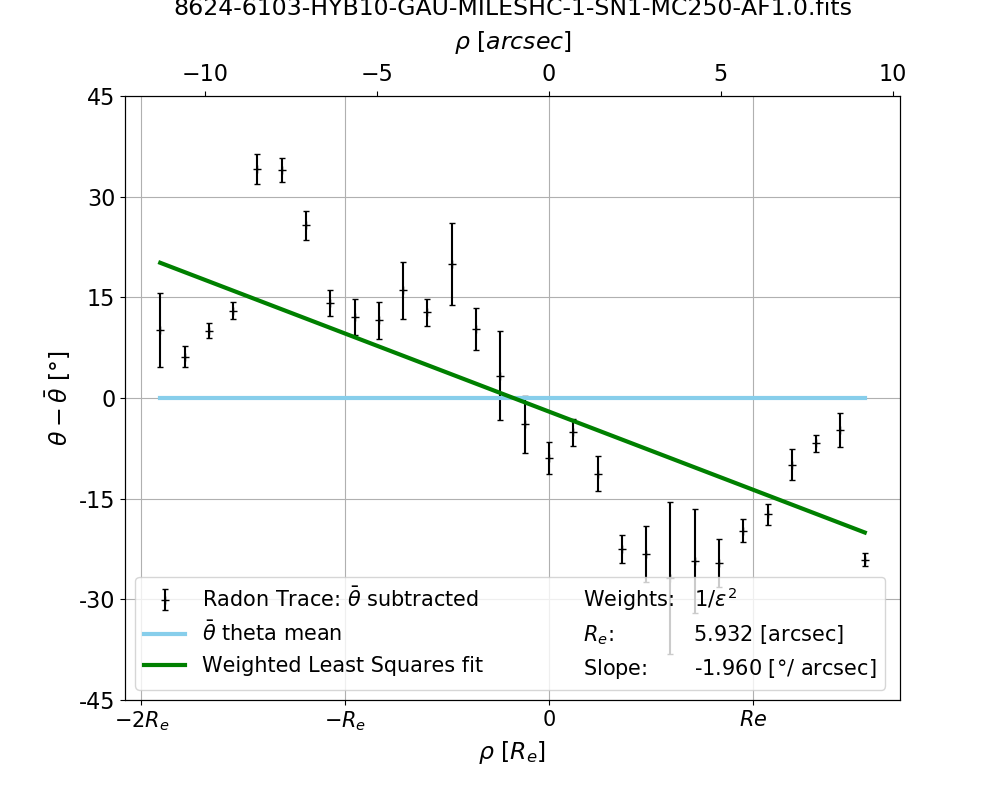 8624-6103-HYB10-GAU-MILESHC-1-SN1-MC250-AF1.0.fits
ρ [arcsec]
−10 −5 0 5 10
45
30
15
0
-15
-30
-45
θ − θ̄ [°]
Radon Trace: θ̄ subtracted
θ̄ theta mean
Weighted Least Squares fit
Weights: 1/ε²
Rₑ: 5.932 [arcsec]
Slope: -1.960 [°/ arcsec]
−2Rₑ −Rₑ 0 Re
ρ [Rₑ]